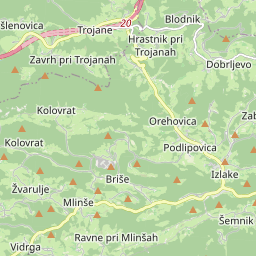 Blodnik
šlenovica
Trojane
20
Hrastnik pri
Trojanah
Zavrh pri Trojanah
Dobrljevo
Kolovrat
Orehovica
Kolovrat
Podlipovica
Izlake
Briše
Žvarulje
Mlinše
Šemnik
Ravne pri Mlinšah
Vidrga